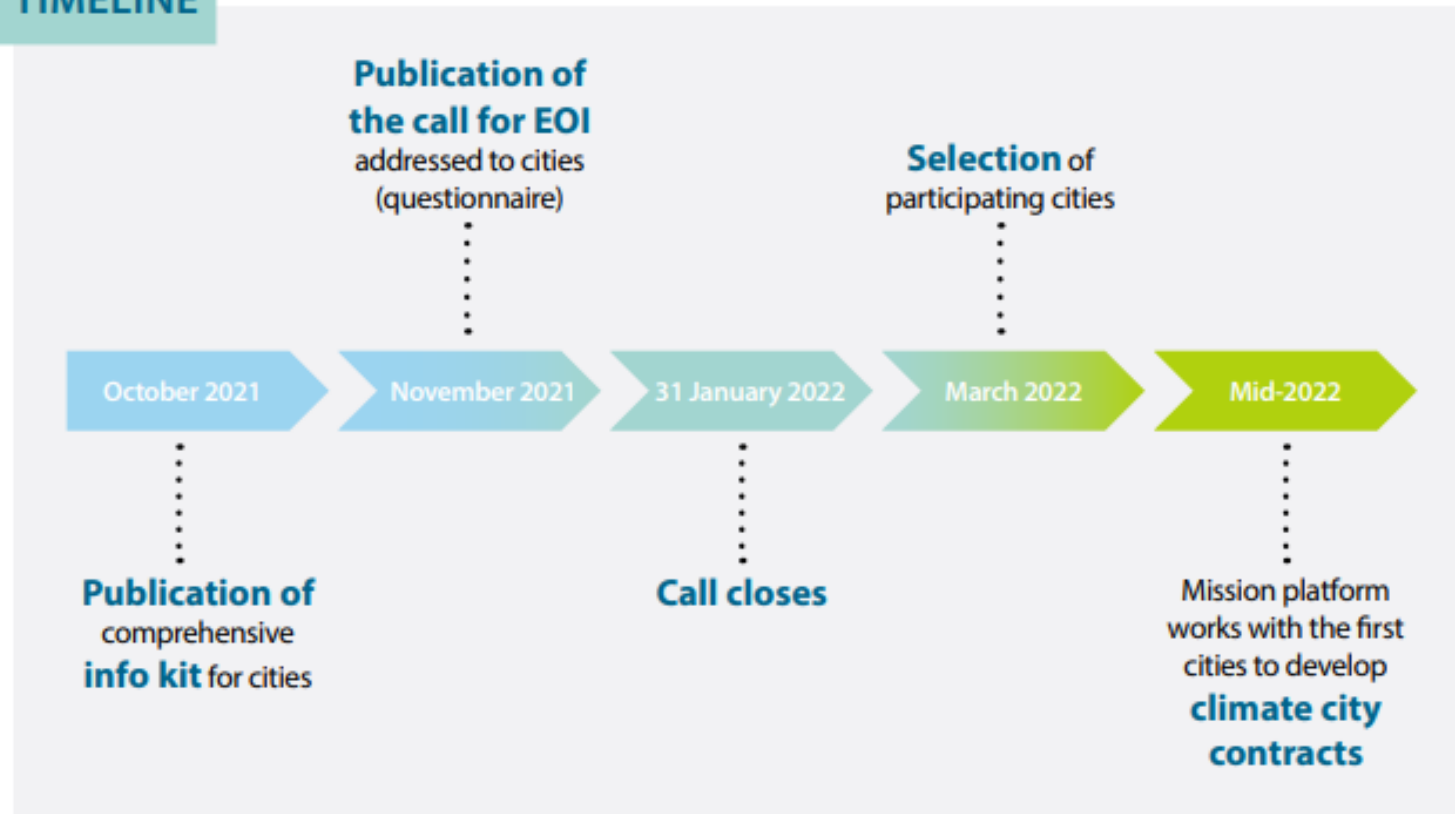 TIMELINE
Publication of
the call for EOI
addressed to cities
(questionnaire)
Selection of
participating cities
October 2021
November 2021
31 January 2022
March 2022
Mid-2022
Publication of
comprehensive
info kit for cities
Call closes
Mission platform
works with the first
cities to develop
climate city
contracts